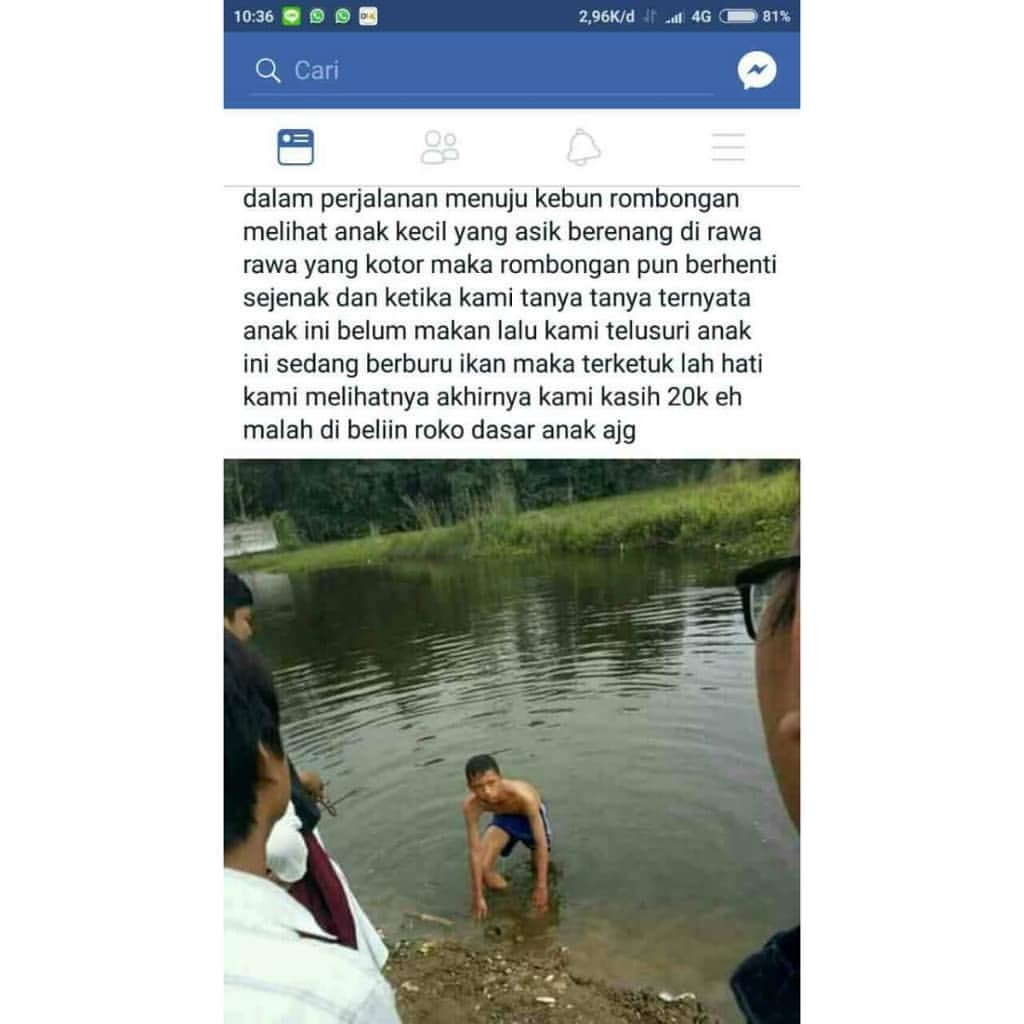 10:36
2,96K/d
4G
81%
Cari
dalam perjalanan menuju kebun rombongan
melihat anak kecil yang asik berenang di rawa
rawa yang kotor maka rombongan pun berhenti
sejenak dan ketika kami tanya tanya ternyata
anak ini belum makan lalu kami telusuri anak
ini sedang berburu ikan maka terketuk lah hati
kami melihatnya akhirnya kami kasih 20k eh
malah di beliin roko dasar anak ajg